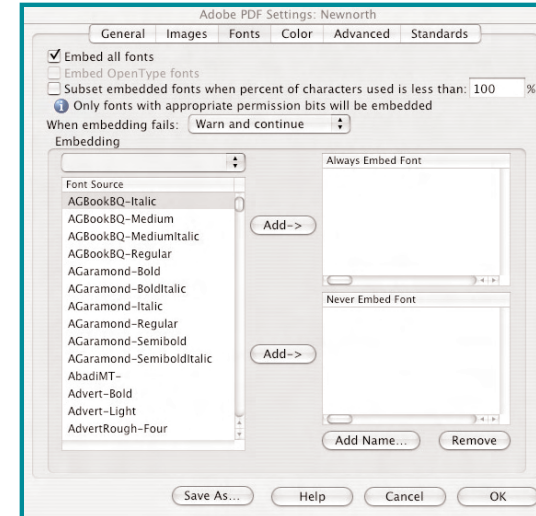 Adobe PDF Settings: Newnorth
General Images Fonts Color Advanced Standards
Embed all fonts
Embed OpenType fonts
Subset embedded fonts when percent of characters used is less than: 100 %
Only fonts with appropriate permission bits will be embedded
When embedding fails: Warn and continue
Embedding
Font Source
AGBookBQ-Italic
AGBookBQ-Medium
AGBookBQ-MediumItalic
AGBookBQ-Regular
AGaramond-Bold
AGaramond-BoldItalic
AGaramond-Italic
AGaramond-Regular
AGaramond-Semibold
AGaramond-SemiboldItalic
AbadiMT-
Advert-Bold
Advert-Light
AdvertRough-Four
Add->
Add->
Always Embed Font
Never Embed Font
Add Name... Remove
Save As... Help Cancel OK